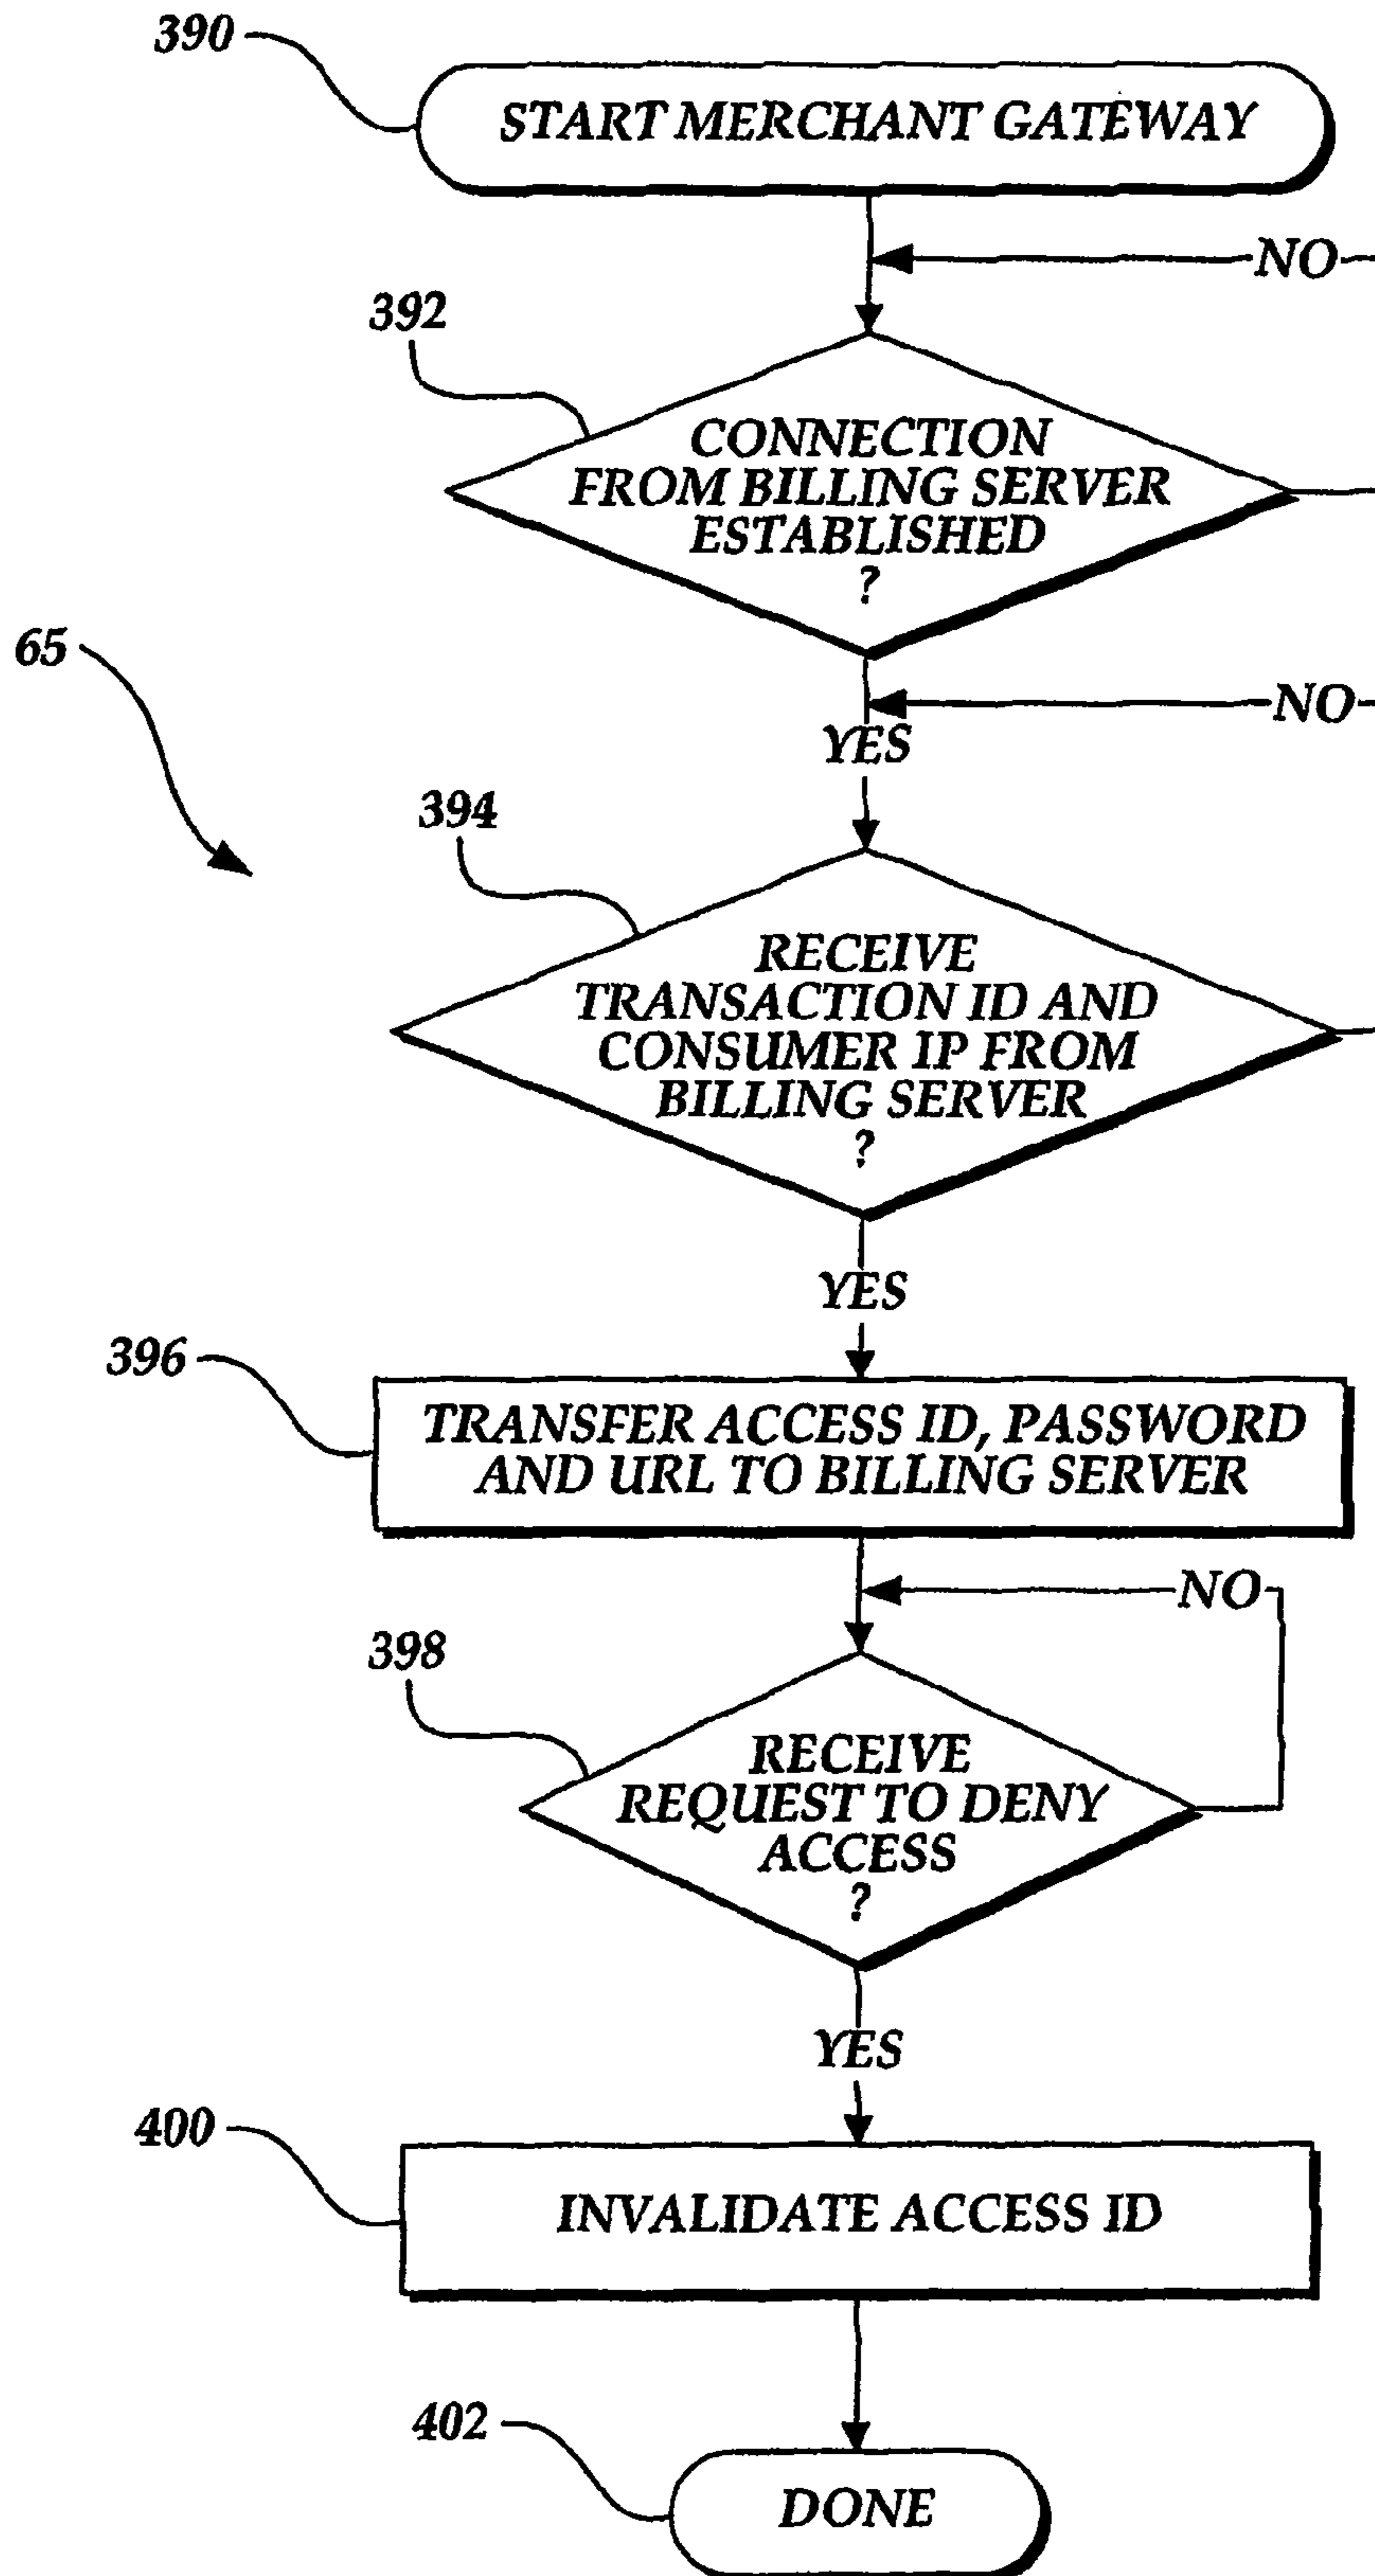 390
START MERCHANT GATEWAY
NO
392
CONNECTION
FROM BILLING SERVER
ESTABLISHED
?
65
NO
YES
394
RECEIVE
TRANSACTION ID AND
CONSUMER IP FROM
BILLING SERVER
?
YES
396
TRANSFER ACCESS ID, PASSWORD
AND URL TO BILLING SERVER
NO
398
RECEIVE
REQUEST TO DENY
ACCESS
?
YES
400
INVALIDATE ACCESS ID
402
DONE